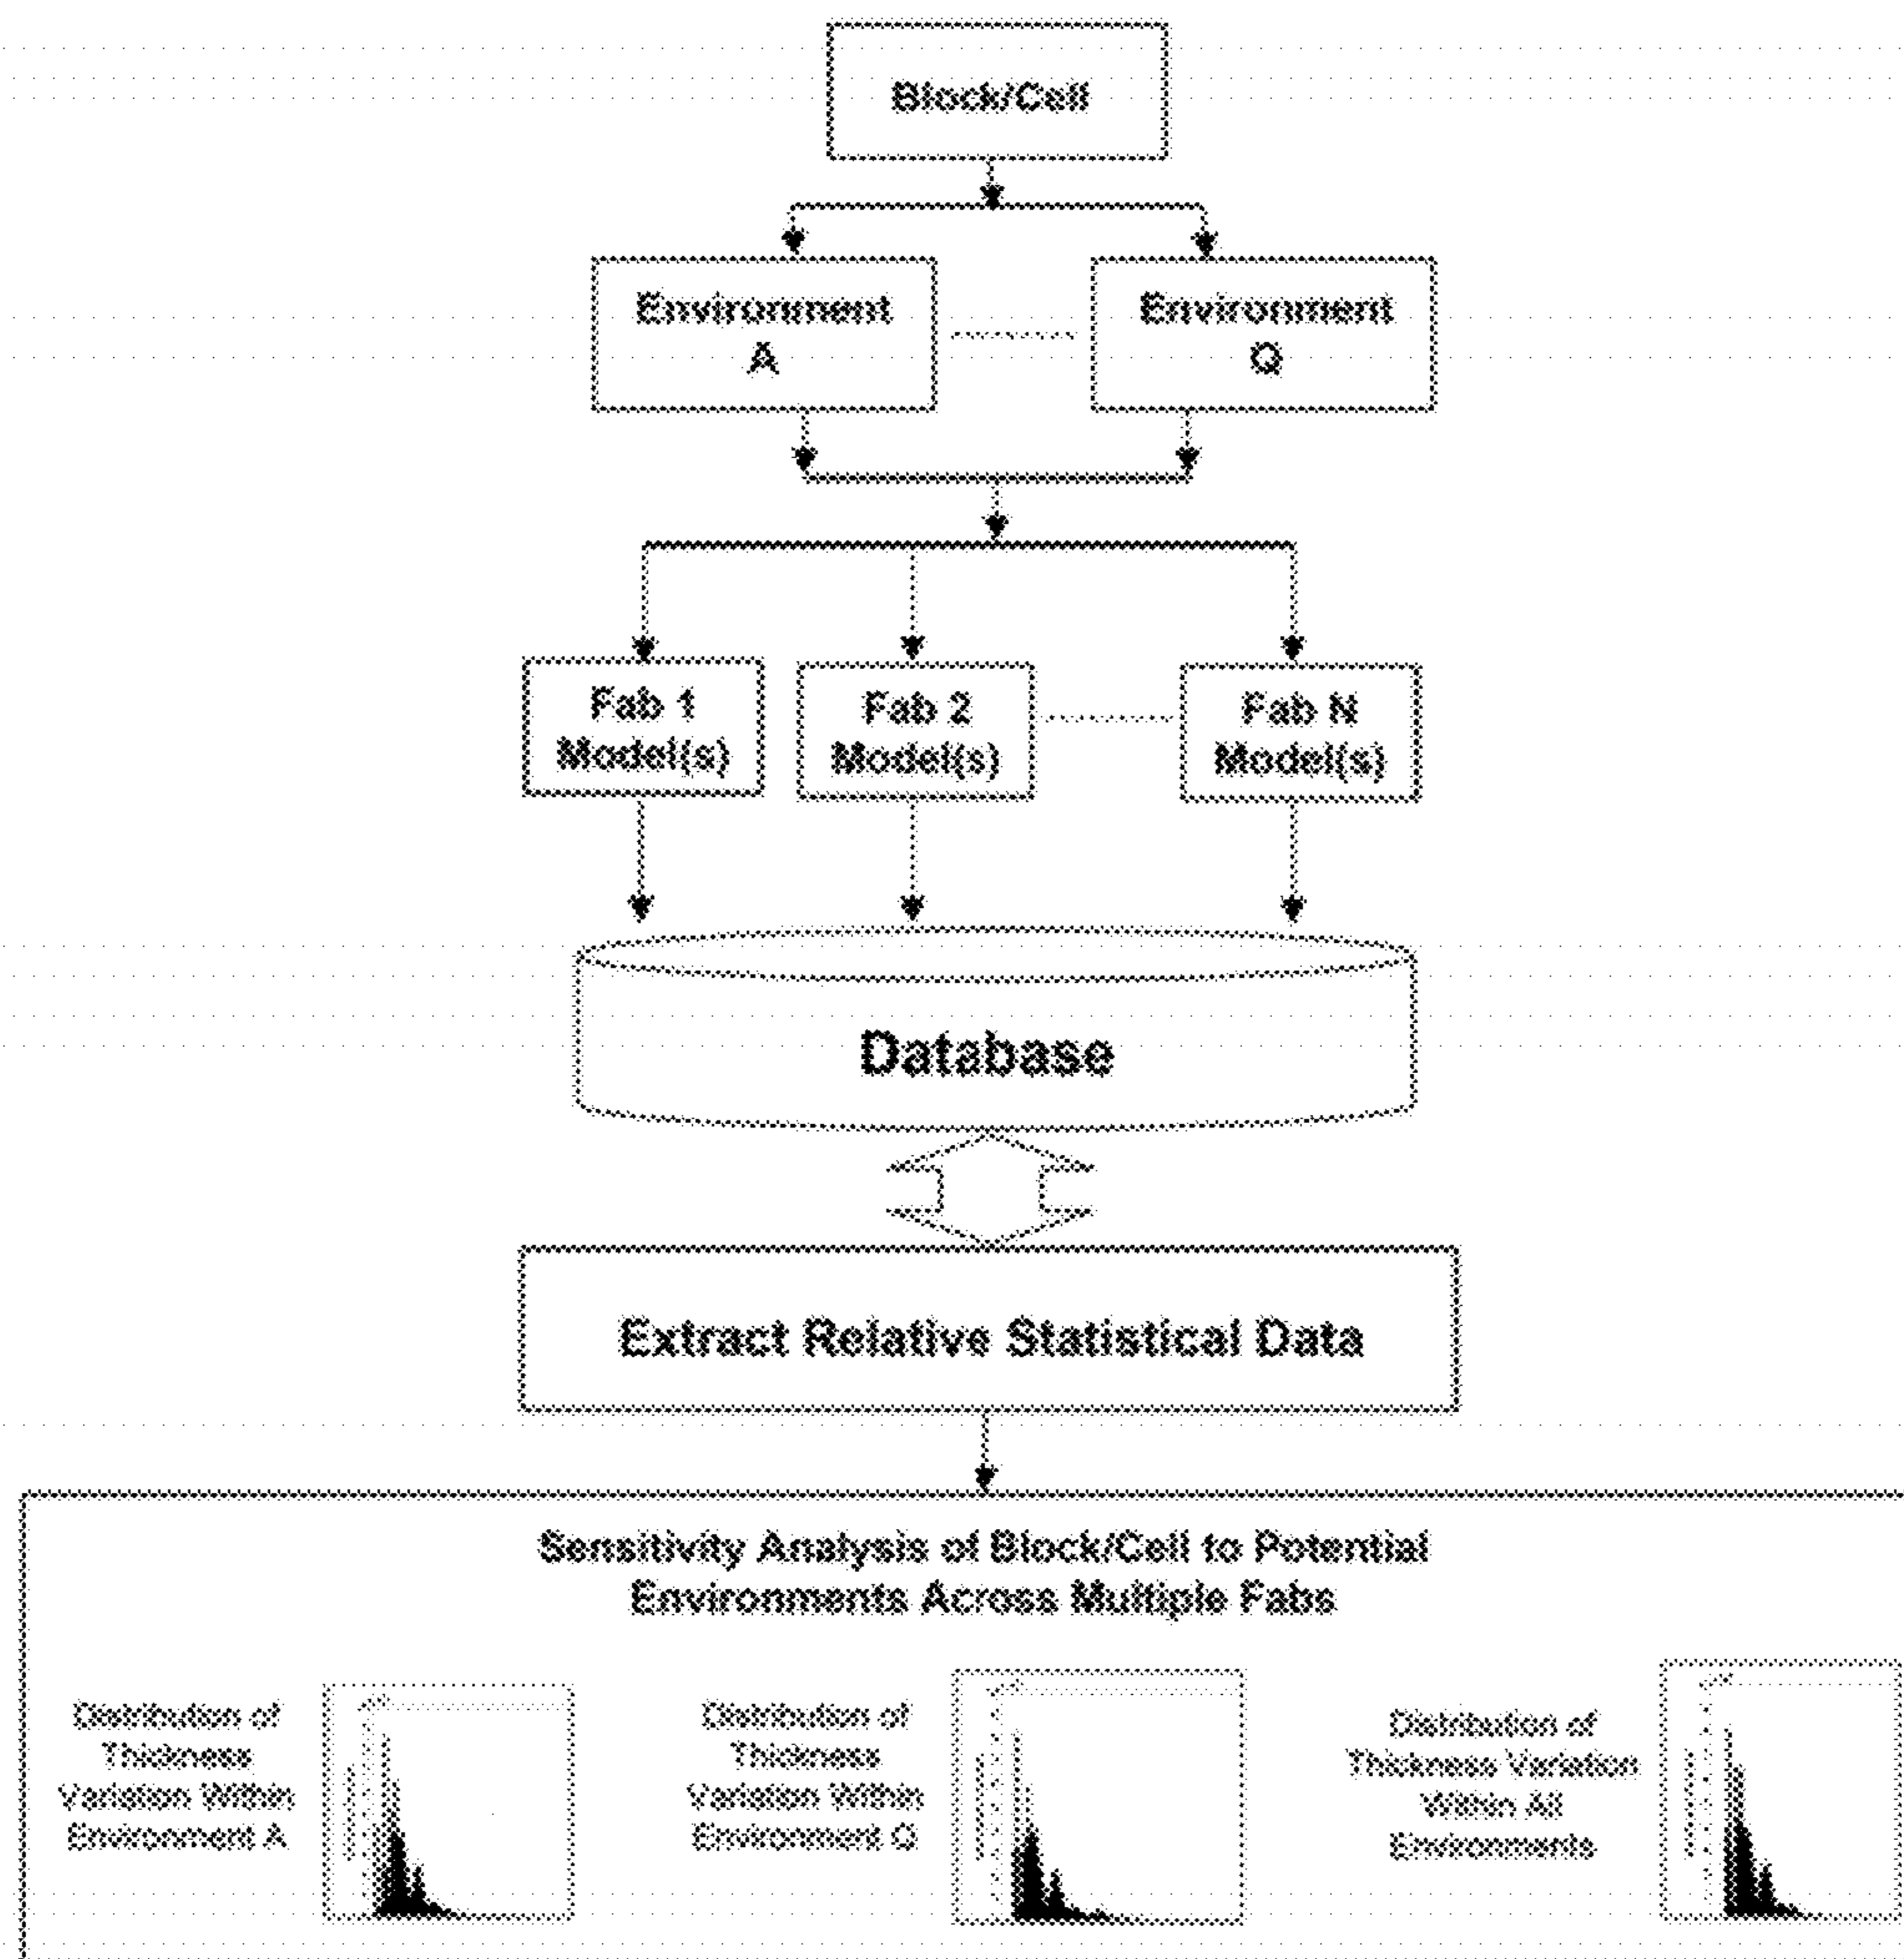 Block/Cell
Environment
A
Environment
Q
Fab 1
Model(s)
Fab 2
Model(s)
Fab N
Model(s)
Database
Extract Relative Statistical Data
Sensitivity Analysis of Block/Cell to Potential
Environments Across Multiple Fabs
Distribution of
Thickness
Variation Within
Environment A
Distribution of
Thickness
Variation Within
Environment Q
Distribution of
Thickness Variation
Within All
Environments